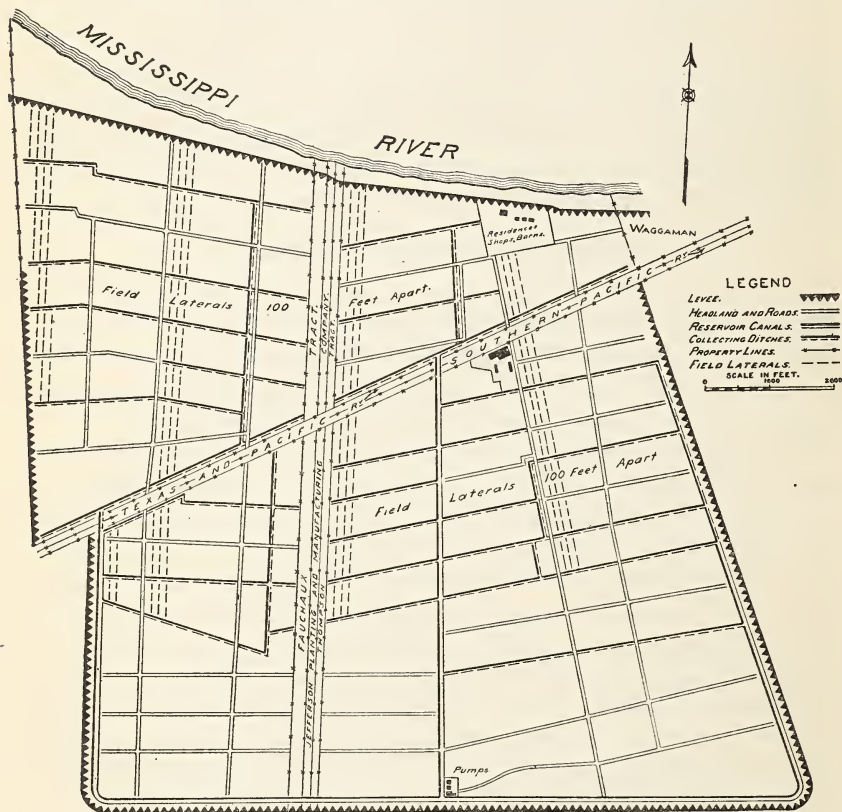 MISSISSIPPI
RIVER
Residences
Shops, Barns.
WAGGAMAN
Field Laterals 100 Feet Apart.
TRACT.
COMPANY
TRACT.
SOUTHERN PACIFIC RY
TEXAS AND PACIFIC RY
LEGEND
LEVEE.
HEADLAND AND ROADS.
RESERVOIR CANALS.
COLLECTING DITCHES.
PROPERTY LINES.
FIELD LATERALS.
SCALE IN FEET.
0 1000 2000
Field Laterals 100 Feet Apart
FAUCHAUX
JEFFERSON PLANTING AND MANUFACTURING
THOMPSON
Pumps